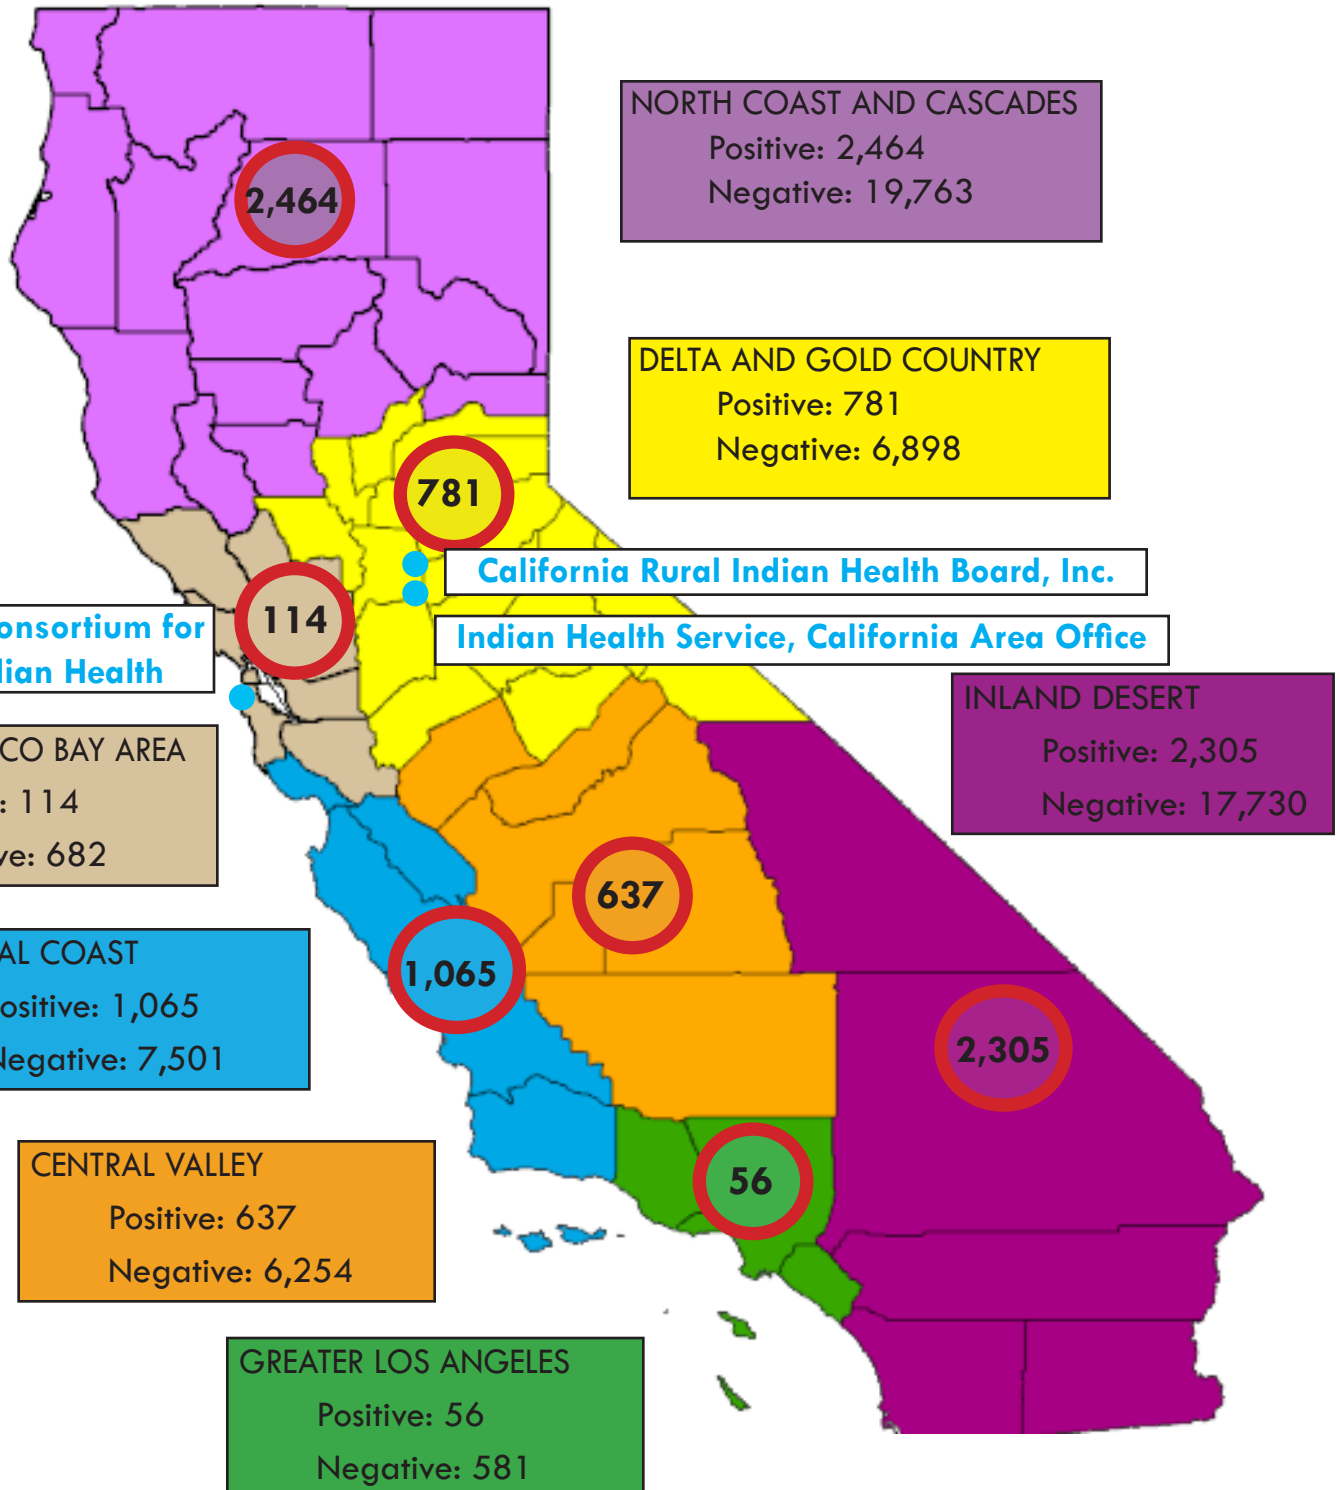 NORTH COAST AND CASCADES
Positive: 2,464
Negative: 19,763
2,464
DELTA AND GOLD COUNTRY
Positive: 781
Negative: 6,898
781
California Rural Indian Health Board, Inc.
114
onsortium for
dian Health
Indian Health Service, California Area Office
INLAND DESERT
Positive: 2,305
Negative: 17,730
CO BAY AREA
: 114
ve: 682
637
AL COAST
ositive: 1,065
Negative: 7,501
1,065
2,305
CENTRAL VALLEY
Positive: 637
Negative: 6,254
56
GREATER LOS ANGELES
Positive: 56
Negative: 581